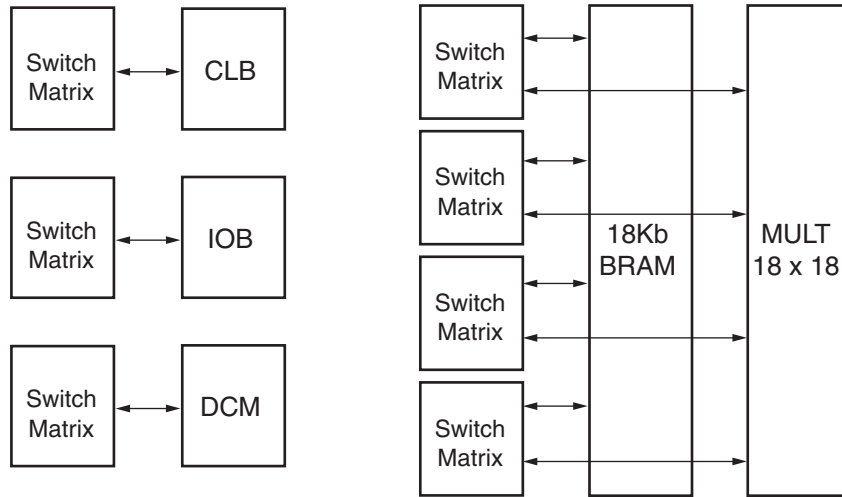 Switch
Matrix
CLB
Switch
Matrix
IOB
Switch
Matrix
DCM
Switch
Matrix
Switch
Matrix
Switch
Matrix
Switch
Matrix
18Kb
BRAM
MULT
18 x 18